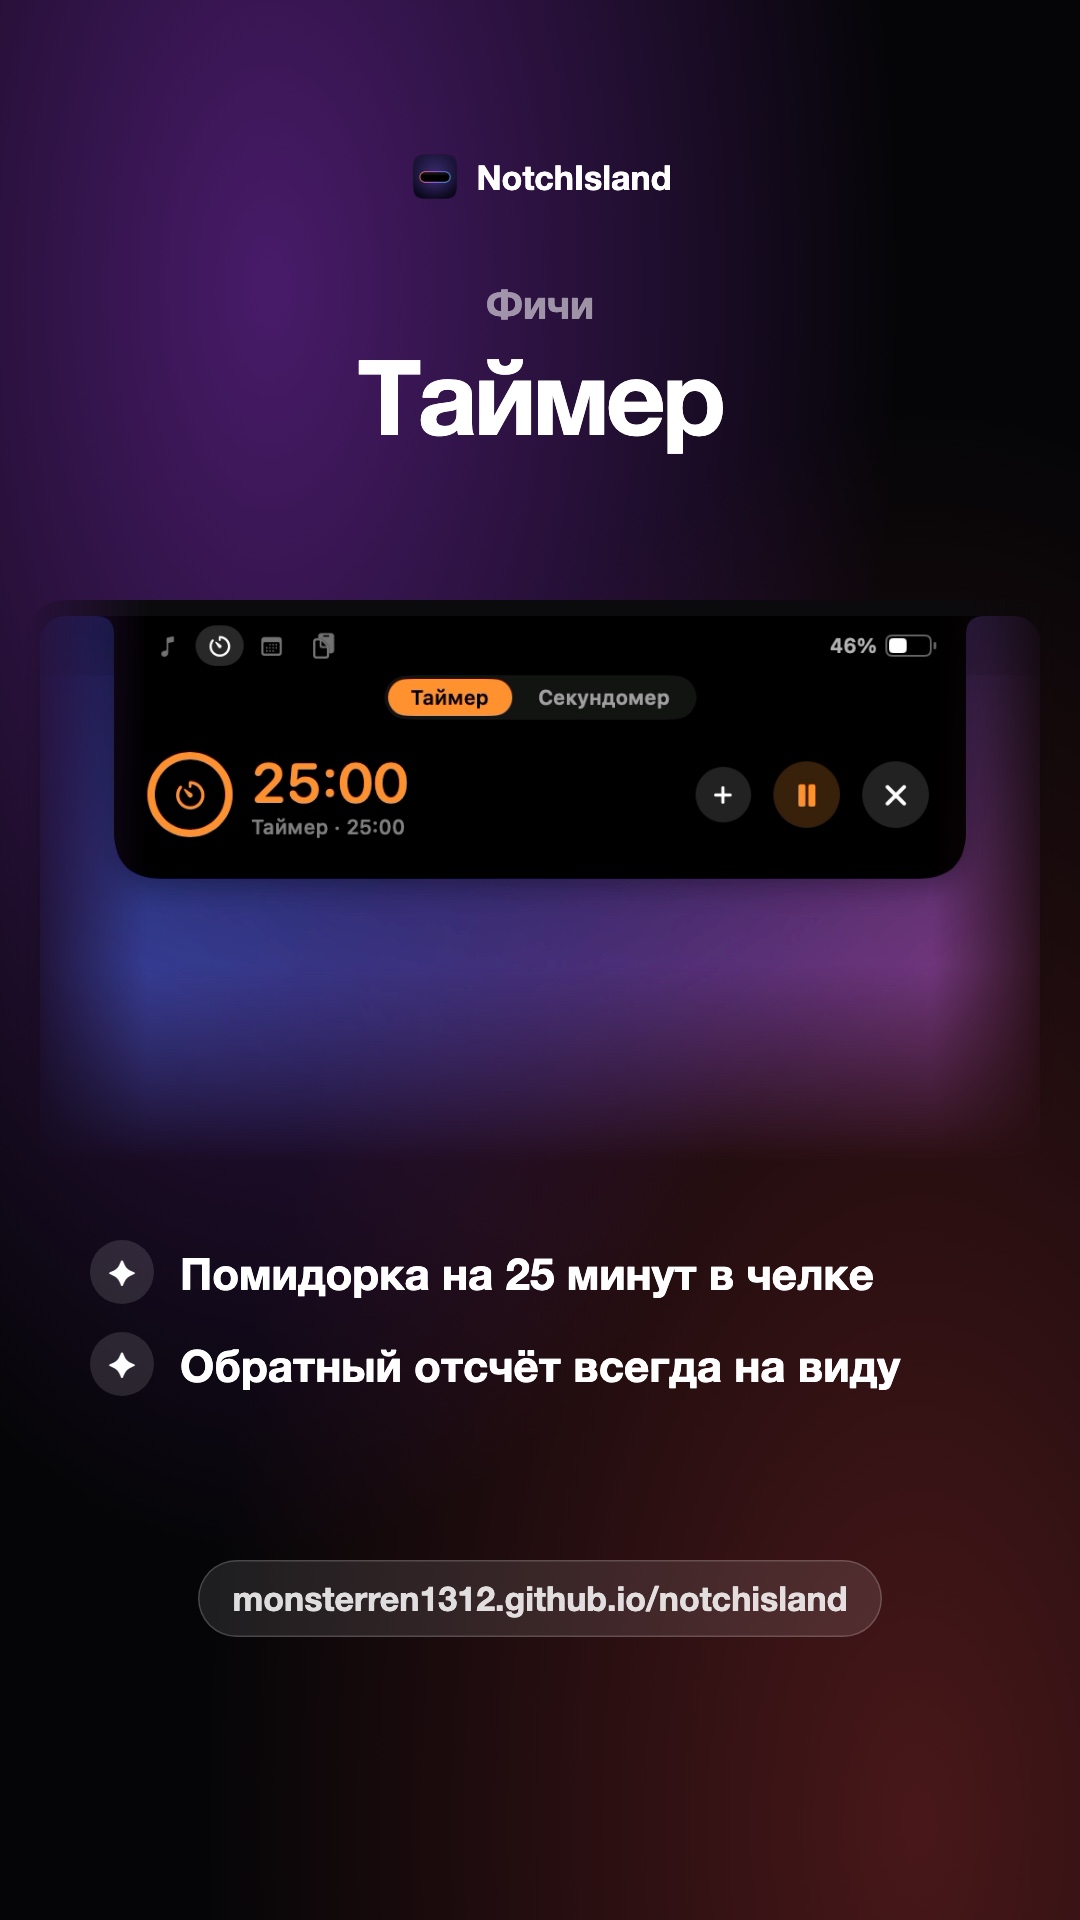 NotchIsland
Фичи
Таймер
46%
Таймер Секундомер
25:00
Таймер · 25:00
Помидорка на 25 минут в челке
Обратный отсчёт всегда на виду
monsterren1312.github.io/notchisland